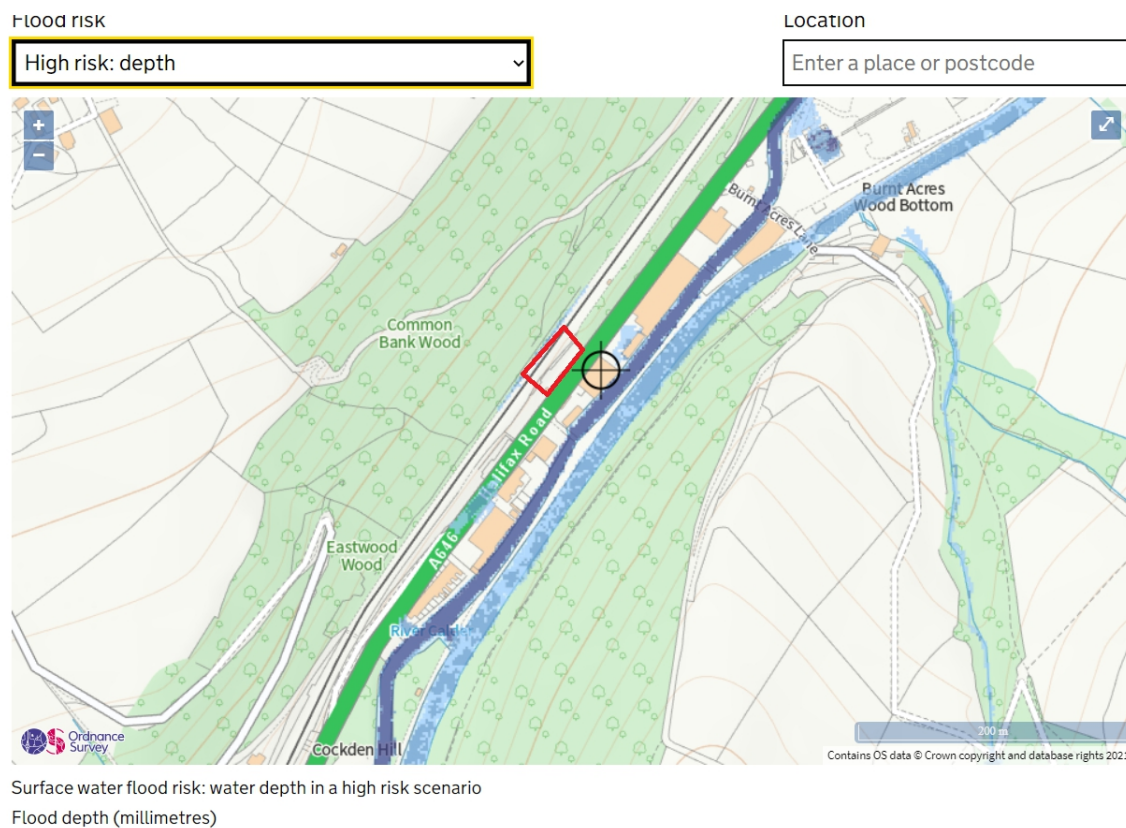 Flood risk
Location
High risk: depth
Enter a place or postcode
+
−
Burnt Acres Lane
Burnt Acres
Wood Bottom
Common
Bank Wood
Halifax Road
A646
Eastwood
Wood
River Calder
Cockden Hill
Ordnance
Survey
200 m
Contains OS data © Crown copyright and database rights 2021
Surface water flood risk: water depth in a high risk scenario
Flood depth (millimetres)